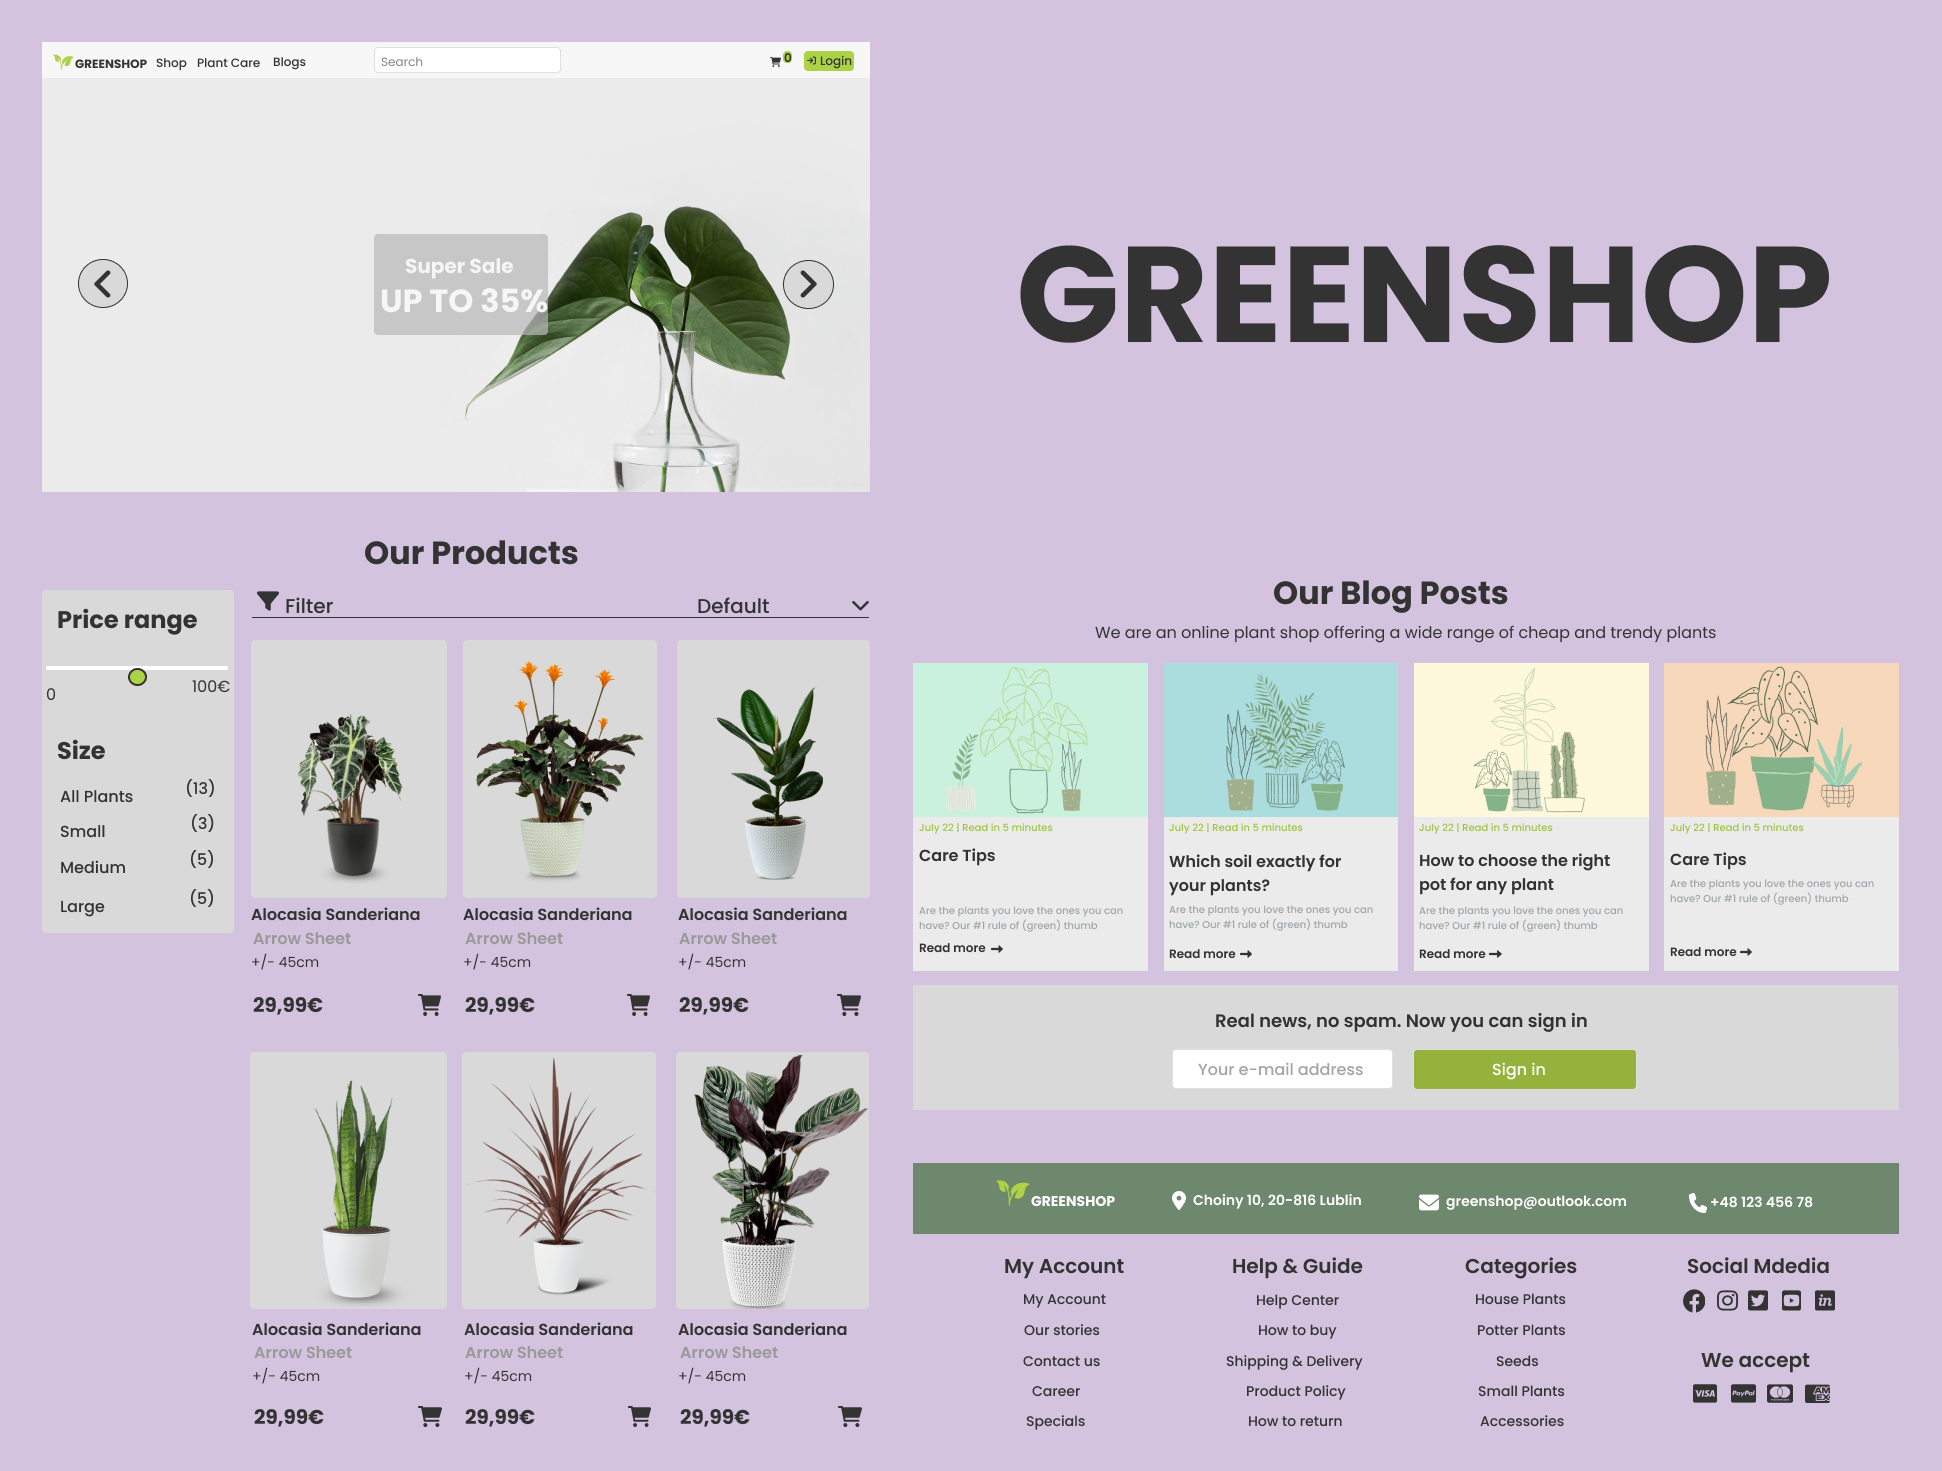 GREENSHOP Shop Plant Care Blogs Search 0 Login
Super Sale
UP TO 35%
GREENSHOP
Our Products
Price range
0 100€
Size
All Plants (13)
Small (3)
Medium (5)
Large (5)
Filter Default
Alocasia Sanderiana
Arrow Sheet
+/- 45cm
29,99€
Alocasia Sanderiana
Arrow Sheet
+/- 45cm
29,99€
Alocasia Sanderiana
Arrow Sheet
+/- 45cm
29,99€
Alocasia Sanderiana
Arrow Sheet
+/- 45cm
29,99€
Alocasia Sanderiana
Arrow Sheet
+/- 45cm
29,99€
Alocasia Sanderiana
Arrow Sheet
+/- 45cm
29,99€
Our Blog Posts
We are an online plant shop offering a wide range of cheap and trendy plants
July 22 | Read in 5 minutes
Care Tips
Are the plants you love the ones you can
have? Our #1 rule of (green) thumb
Read more
July 22 | Read in 5 minutes
Which soil exactly for
your plants?
Are the plants you love the ones you can
have? Our #1 rule of (green) thumb
Read more
July 22 | Read in 5 minutes
How to choose the right
pot for any plant
Are the plants you love the ones you can
have? Our #1 rule of (green) thumb
Read more
July 22 | Read in 5 minutes
Care Tips
Are the plants you love the ones you can
have? Our #1 rule of (green) thumb
Read more
Real news, no spam. Now you can sign in
Your e-mail address Sign in
GREENSHOP Choiny 10, 20-816 Lublin greenshop@outlook.com +48 123 456 78
My Account
My Account
Our stories
Contact us
Career
Specials
Help & Guide
Help Center
How to buy
Shipping & Delivery
Product Policy
How to return
Categories
House Plants
Potter Plants
Seeds
Small Plants
Accessories
Social Mdedia
in
We accept
VISA PayPal AM
EX